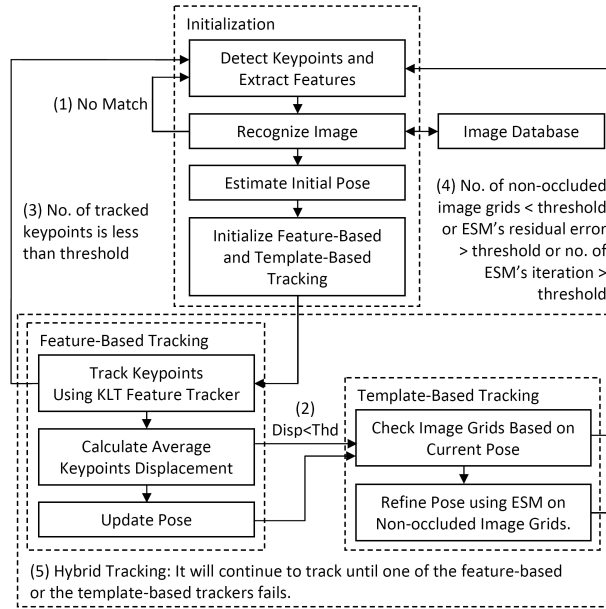 Initialization
Detect Keypoints and
Extract Features
(1) No Match
Recognize Image
Image Database
Estimate Initial Pose
(3) No. of tracked
keypoints is less
than threshold
(4) No. of non-occluded
image grids < threshold
or ESM's residual error
> threshold or no. of
ESM's iteration >
threshold
Initialize Feature-Based
and Template-Based
Tracking
Feature-Based Tracking
Track Keypoints
Using KLT Feature Tracker
(2)
Disp<Thd
Template-Based Tracking
Calculate Average
Keypoints Displacement
Check Image Grids Based on
Current Pose
Update Pose
Refine Pose using ESM on
Non-occluded Image Grids.
(5) Hybrid Tracking: It will continue to track until one of the feature-based
or the template-based trackers fails.